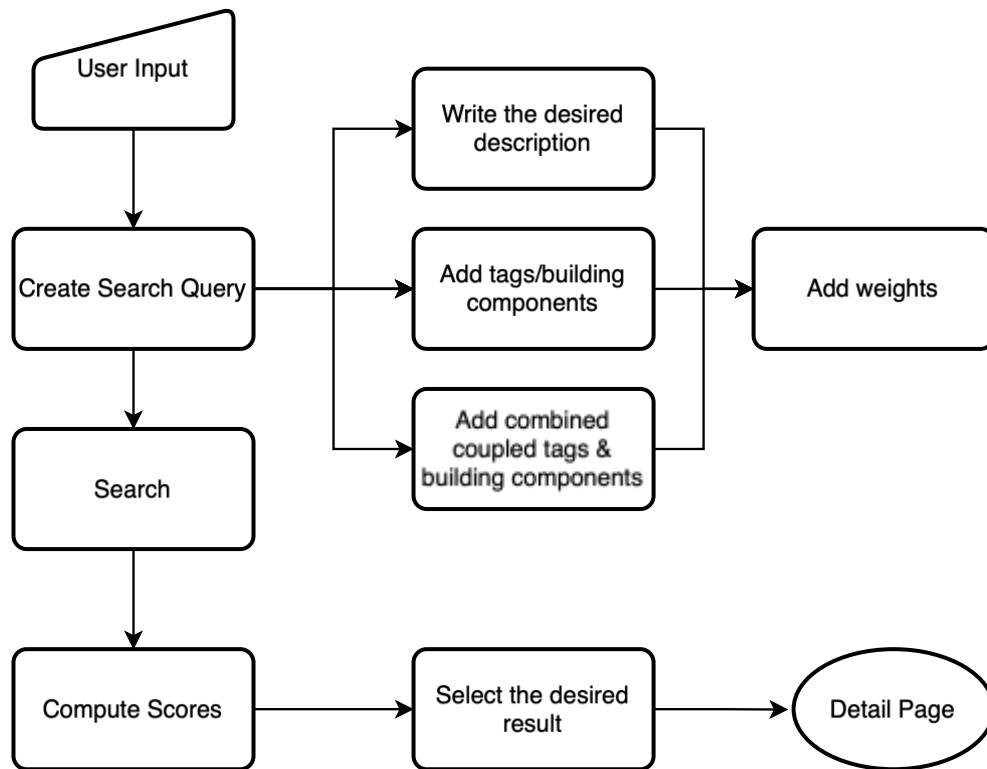 User Input
Write the desired
description
Create Search Query
Add tags/building
components
Add weights
Add combined
coupled tags &
building components
Search
Compute Scores
Select the desired
result
Detail Page